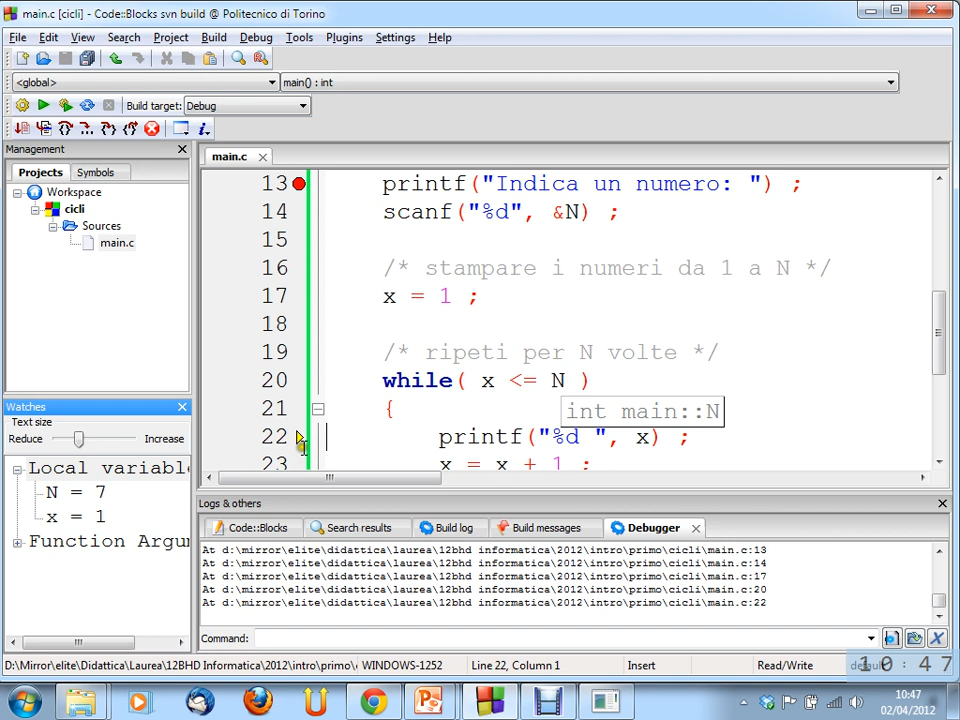 main.c [cicli] - Code::Blocks svn build @ Politecnico di Torino
File Edit View Search Project Build Debug Tools Plugins Settings Help
<global> main() : int
Build target: Debug
Management
Projects Symbols
Workspace
cicli
Sources
main.c
Watches
Text size
Reduce Increase
Local variable
N = 7
x = 1
Function Argu
main.c
13 printf("Indica un numero: ") ;
14 scanf("%d", &N) ;
15
16 /* stampare i numeri da 1 a N */
17 x = 1 ;
18
19 /* ripeti per N volte */
20 while( x <= N )
21 {
int main::N
22 printf("%d ", x) ;
23 x = x + 1 ;
Logs & others
Code::Blocks Search results Build log Build messages Debugger
At d:\mirror\elite\didattica\laurea\12bhd informatica\2012\intro\primo\cicli\main.c:13
At d:\mirror\elite\didattica\laurea\12bhd informatica\2012\intro\primo\cicli\main.c:14
At d:\mirror\elite\didattica\laurea\12bhd informatica\2012\intro\primo\cicli\main.c:17
At d:\mirror\elite\didattica\laurea\12bhd informatica\2012\intro\primo\cicli\main.c:20
At d:\mirror\elite\didattica\laurea\12bhd informatica\2012\intro\primo\cicli\main.c:22
Command:
D:\Mirror\elite\Didattica\Laurea\12BHD Informatica\2012\intro\primo\ WINDOWS-1252 Line 22, Column 1 Insert Read/Write default
10:47
10:47
02/04/2012